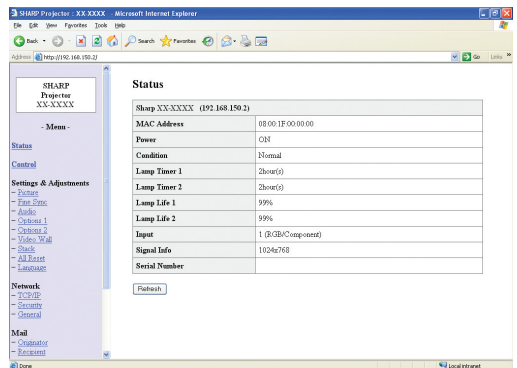 SHARP Projector : XX-XXXX - Microsoft Internet Explorer
File Edit View Favorites Tools Help
Back Search Favorites
Address http://192.168.150.2/ Go Links »
SHARP
Projector
XX-XXXX
- Menu -
Status
Control
Settings & Adjustments
– Picture
– Fine Sync
– Audio
– Options 1
– Options 2
– Video Wall
– Stack
– All Reset
– Language
Network
– TCP/IP
– Security
– General
Mail
– Originator
– Recipient
Status
Sharp XX-XXXX (192.168.150.2)
MAC Address 08:00:1F:00:00:00
Power ON
Condition Normal
Lamp Timer 1 2hour(s)
Lamp Timer 2 2hour(s)
Lamp Life 1 99%
Lamp Life 2 99%
Input 1 (RGB/Component)
Signal Info 1024x768
Serial Number
Refresh
Done Local intranet